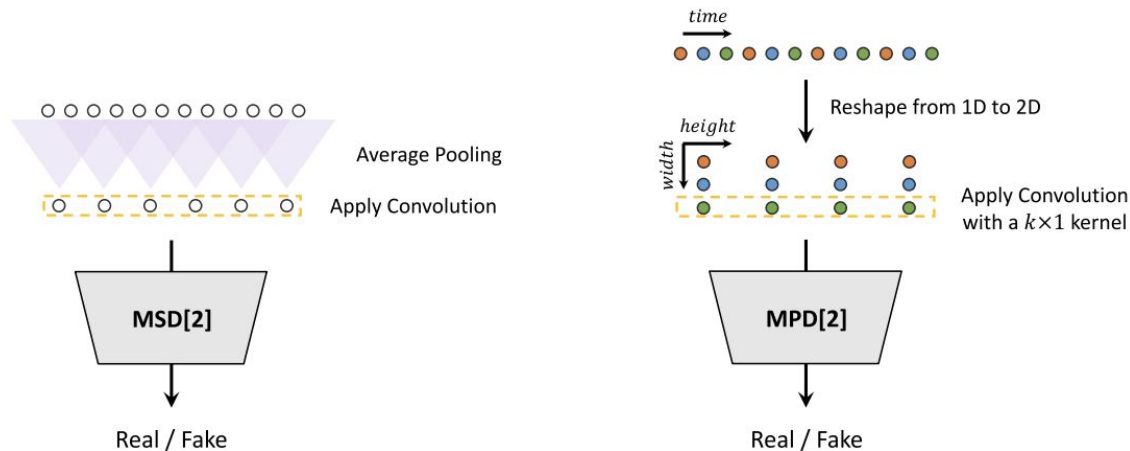 Average Pooling
Apply Convolution
MSD[2]
Real / Fake
time
Reshape from 1D to 2D
height
width
Apply Convolution
with a k×1 kernel
MPD[2]
Real / Fake